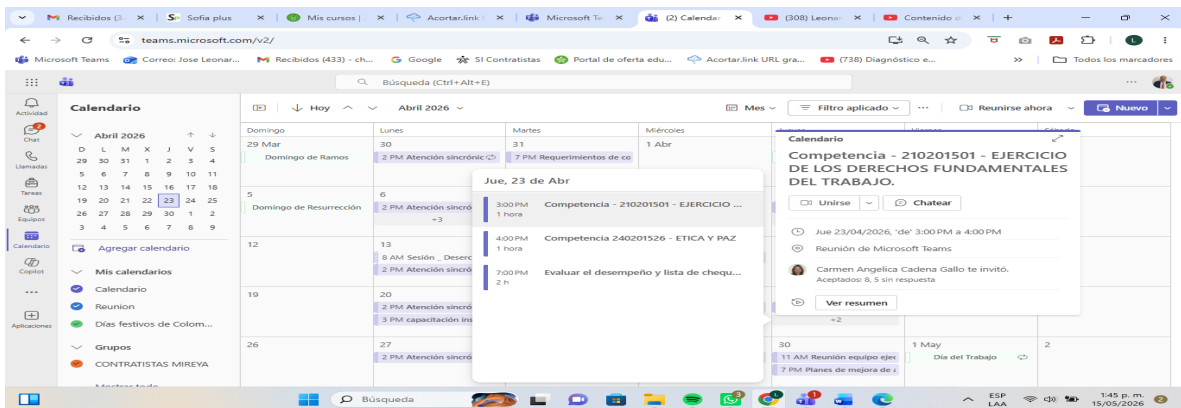 Recibidos (3.
Sofia plus
Mis cursos |
Acortar.link
Microsoft Te
(2) Calendar
(308) Leonar
Contenido
teams.microsoft.com/v2/
Microsoft Teams
Correo: Jose Leonar...
Recibidos (433) - ch...
Google
SI Contratistas
Portal de oferta edu...
Acortar.link URL gra...
(738) Diagnóstico e...
Todos los marcadores
Búsqueda (Ctrl+Alt+E)
Actividad
Chat
Llamadas
Tareas
Equipos
Calendario
Copilot
Aplicaciones
Calendario
Abril 2026
D L M X J V S
29 30 31 1 2 3 4
5 6 7 8 9 10 11
12 13 14 15 16 17 18
19 20 21 22 23 24 25
26 27 28 29 30 1 2
3 4 5 6 7 8 9
Agregar calendario
Mis calendarios
Calendario
Reunion
Días festivos de Colom...
Grupos
CONTRATISTAS MIREYA
Mostrar todo
Hoy
Abril 2026
Mes
Filtro aplicado
Reunirse ahora
Nuevo
Domingo Lunes Martes Miércoles
29 Mar 30 31 1 Abr
Domingo de Ramos
2 PM Atención sincrónic
7 PM Requerimientos de co
5 6
Domingo de Resurrección
2 PM Atención sincró
+3
12 13
8 AM Sesión _ Deserc
2 PM Atención sincró
19 20
2 PM Atención sincró
3 PM capacitación ins
+2
26 27 30 1 May 2
2 PM Atención sincró
11 AM Reunión equipo ejec
Día del Trabajo
7 PM Planes de mejora de
Jue, 23 de Abr
3:00 PM Competencia - 210201501 - EJERCICIO ...
1 hora
4:00 PM Competencia 240201526 - ETICA Y PAZ
1 hora
7:00 PM Evaluar el desempeño y lista de chequ...
2 h
Calendario
Competencia - 210201501 - EJERCICIO
DE LOS DERECHOS FUNDAMENTALES
DEL TRABAJO.
Unirse
Chatear
Jue 23/04/2026, 'de' 3:00 PM a 4:00 PM
Reunión de Microsoft Teams
Carmen Angelica Cadena Gallo te invitó.
Aceptados: 8, 5 sin respuesta
Ver resumen
Búsqueda
ESP
LAA
1:45 p. m.
15/05/2026